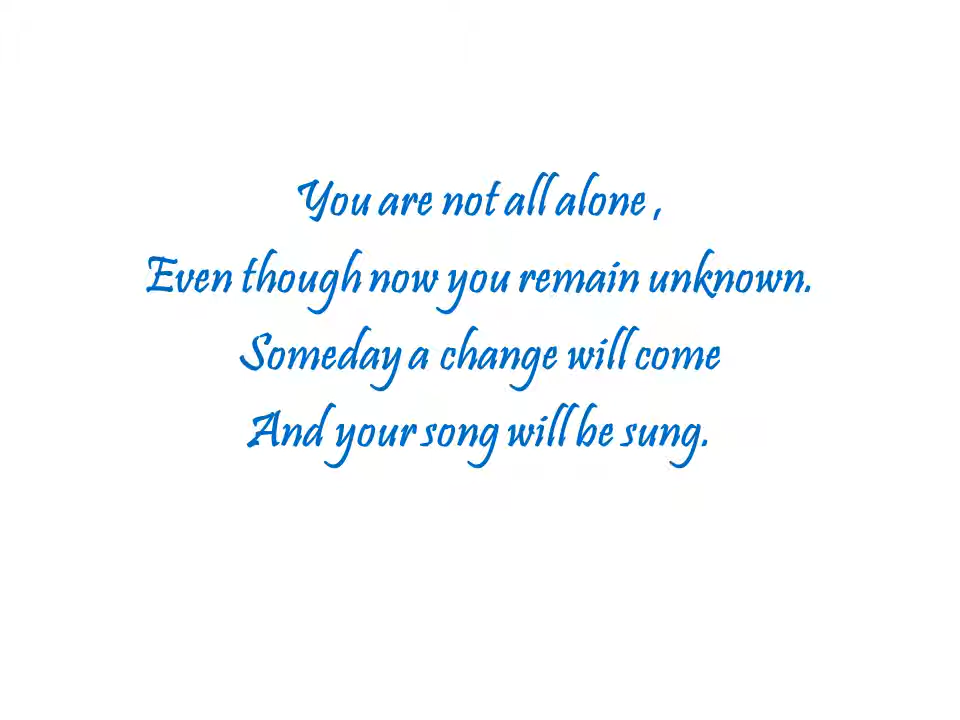 You are not all alone ,
Even though now you remain unknown.
Someday a change will come
And your song will be sung.